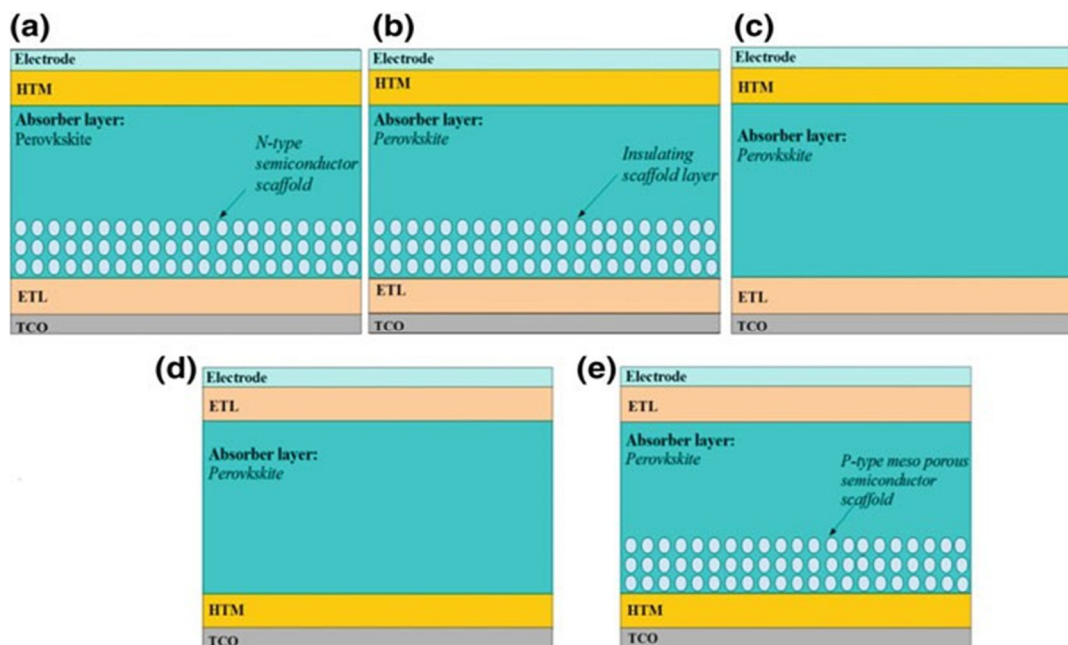 (a)
Electrode
HTM
Absorber layer:
Perovkskite
N-type
semiconductor
scaffold
ETL
TCO
(b)
Electrode
HTM
Absorber layer:
Perovkskite
Insulating
scaffold layer
ETL
TCO
(c)
Electrode
HTM
Absorber layer:
Perovkskite
ETL
TCO
(d)
Electrode
ETL
Absorber layer:
Perovkskite
HTM
TCO
(e)
Electrode
ETL
Absorber layer:
Perovkskite
P-type meso porous
semiconductor
scaffold
HTM
TCO